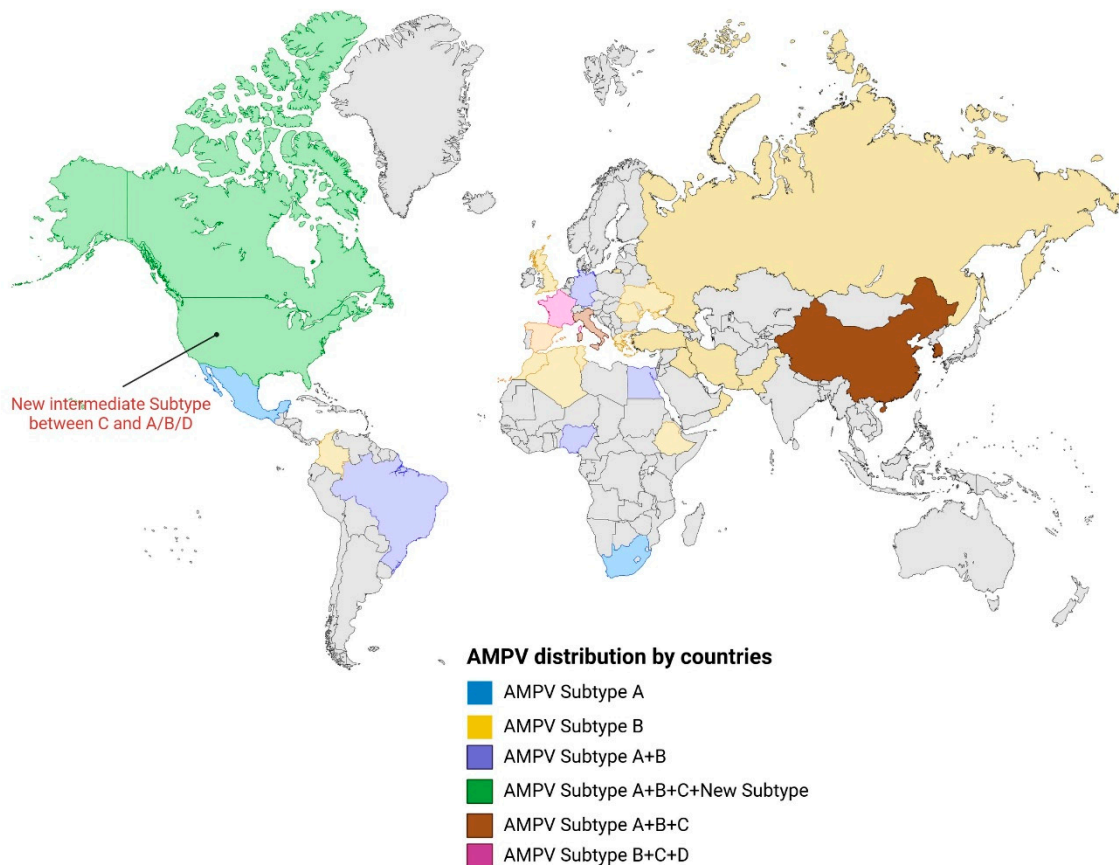 New intermediate Subtype
between C and A/B/D
AMPV distribution by countries
AMPV Subtype A
AMPV Subtype B
AMPV Subtype A+B
AMPV Subtype A+B+C+New Subtype
AMPV Subtype A+B+C
AMPV Subtype B+C+D